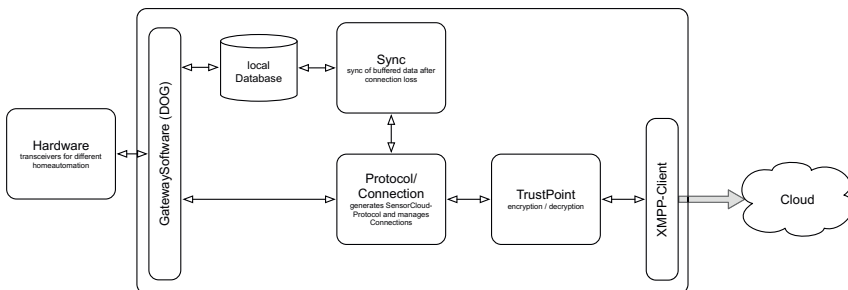 Hardware
transceivers for different
homeautomation
GatewaySoftware (DOG)
local
Database
Sync
sync of buffered data after
connection loss
Protocol/
Connection
generates SensorCloud-
Protocol and manages
Connections
TrustPoint
encryption / decryption
XMPP-Client
Cloud